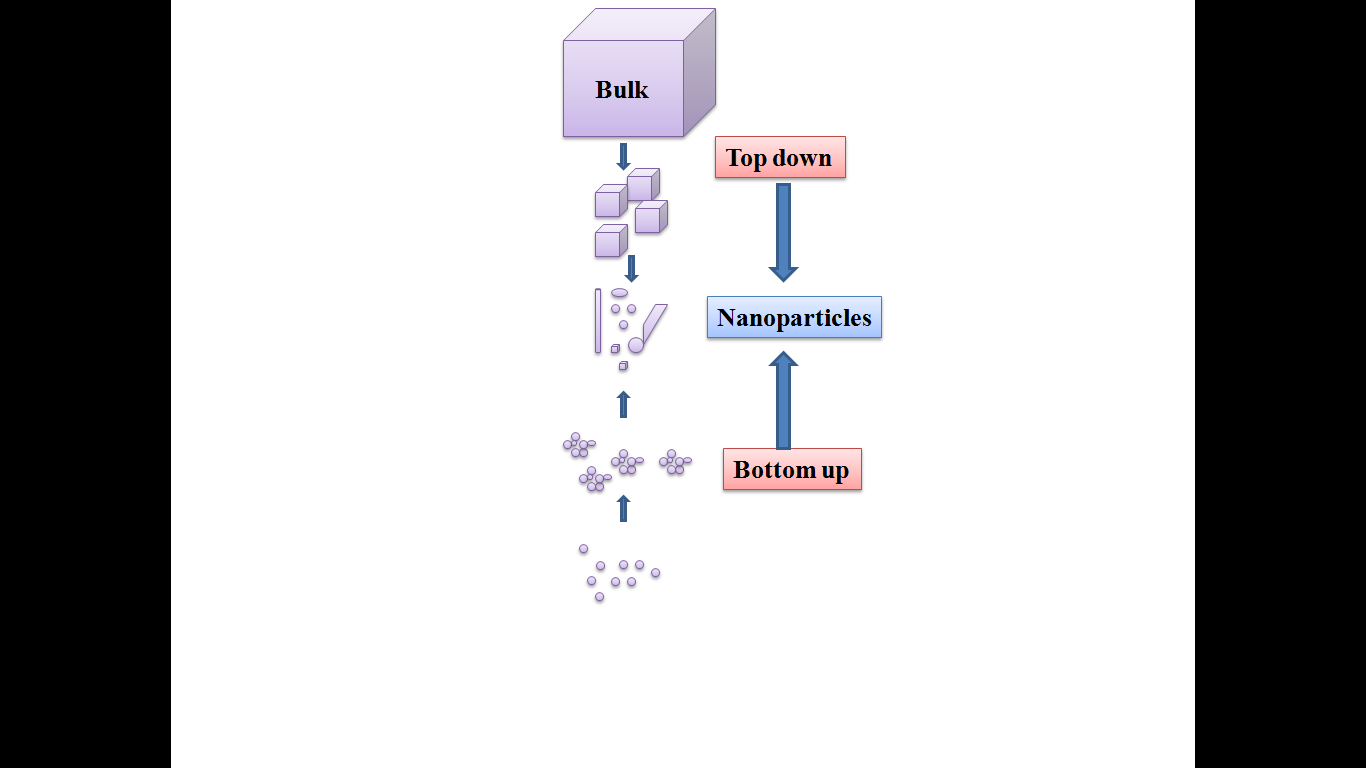 Bulk
Top down
Nanoparticles
Bottom up